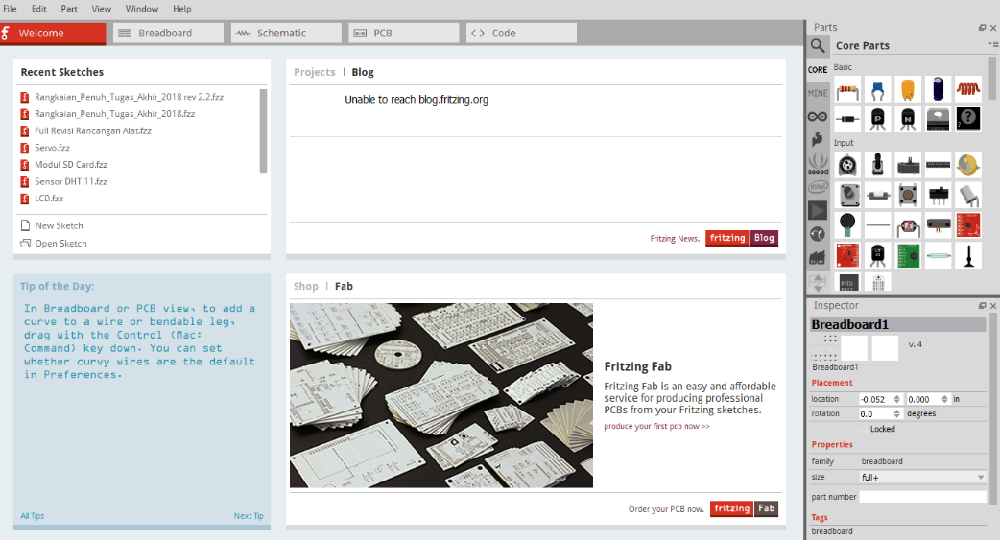 File Edit Part View Window Help
Welcome Breadboard Schematic PCB Code
Recent Sketches
Rangkaian_Penuh_Tugas_Akhir_2018 rev 2.2.fzz
Rangkaian_Penuh_Tugas_Akhir_2018.fzz
Full Revisi Rancangan Alat.fzz
Servo.fzz
Modul SD Card.fzz
Sensor DHT 11.fzz
LCD.fzz
New Sketch
Open Sketch
Projects | Blog
Unable to reach blog.fritzing.org
Fritzing News. fritzing Blog
Tip of the Day:
In Breadboard or PCB view, to add a
curve to a wire or bendable leg,
drag with the Control (Mac:
Command) key down. You can set
whether curvy wires are the default
in Preferences.
All Tips Next Tip
Shop | Fab
Fritzing Fab
Fritzing Fab is an easy and affordable
service for producing professional
PCBs from your Fritzing sketches.
produce your first pcb now >>
Order your PCB now. fritzing Fab
Parts
Core Parts
CORE
MINE
seeed
intel
Basic
P N ?
Input
RFID
Inspector
Breadboard1
v. 4
Breadboard1
Placement
location -0.052 0.000 in
rotation 0.0 degrees
Locked
Properties
family breadboard
size full+
part number
Tags
breadboard